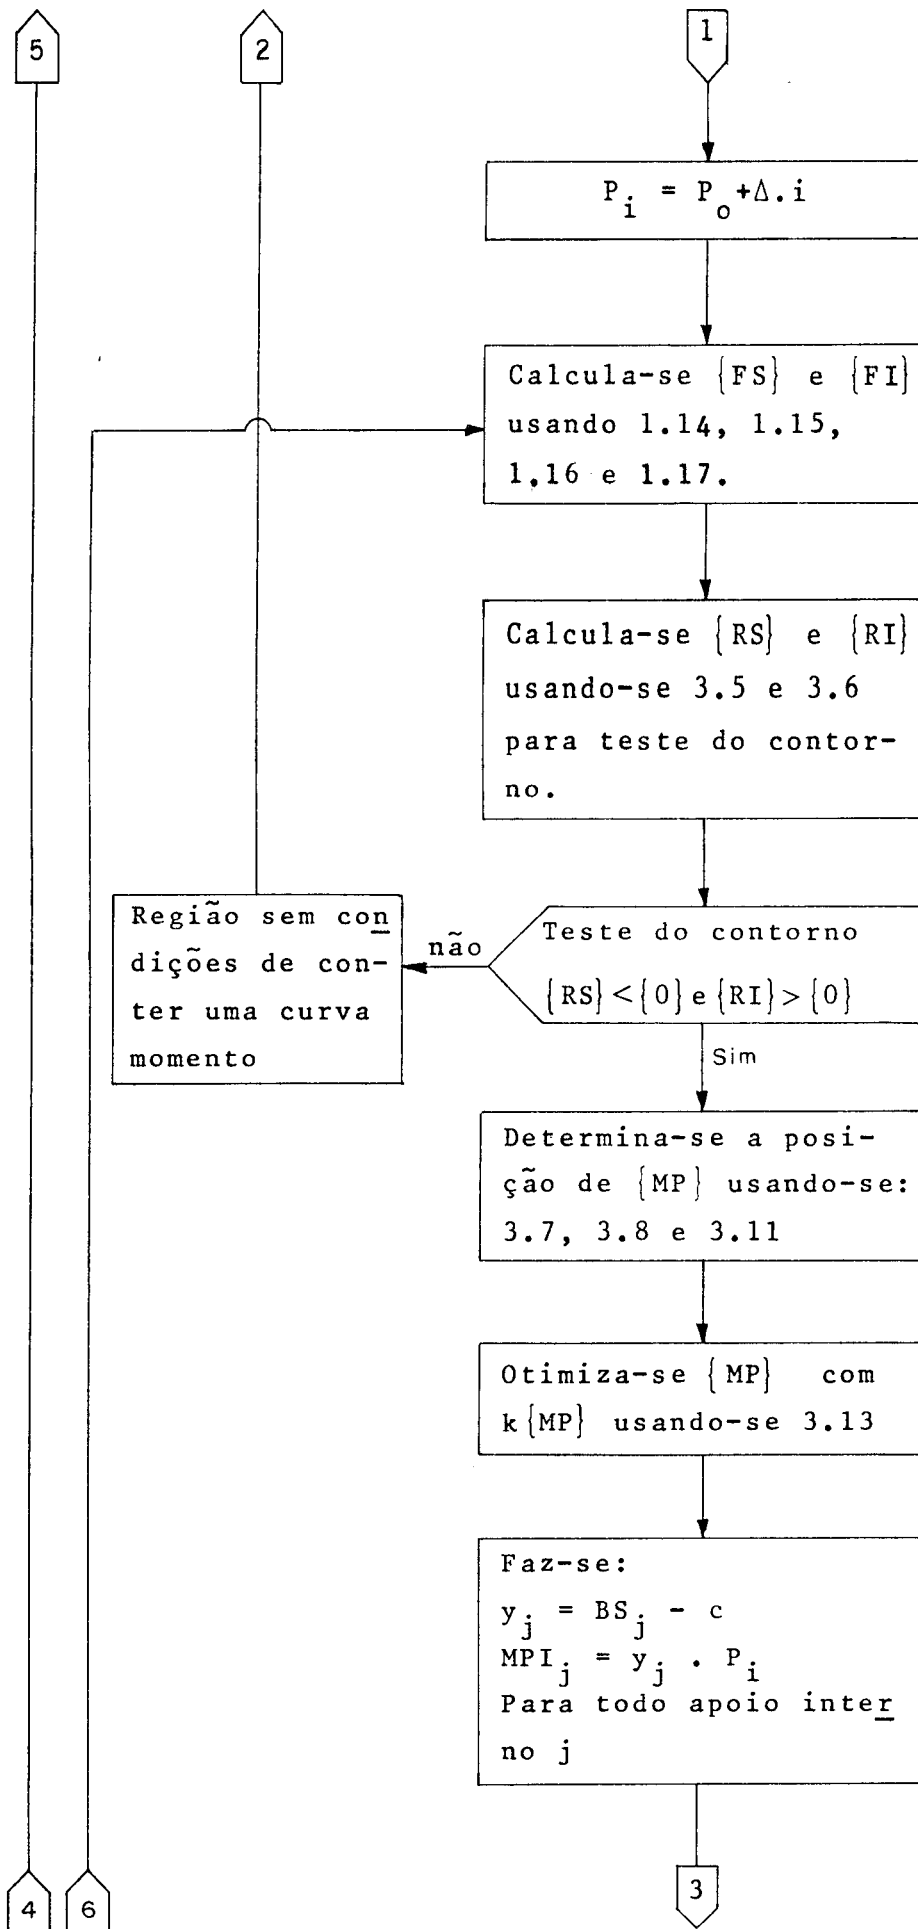 5
2
1
P_i = P_o+Δ.i
Calcula-se {FS} e {FI}
usando 1.14, 1.15,
1.16 e 1.17.
Calcula-se {RS} e {RI}
usando-se 3.5 e 3.6
para teste do contor-
no.
Região sem con
dições de con-
ter uma curva
momento
não
Teste do contorno
{RS} < {0} e {RI} > {0}
Sim
Determina-se a posi-
ção de {MP} usando-se:
3.7, 3.8 e 3.11
Otimiza-se {MP} com
k{MP} usando-se 3.13
Faz-se:
y_j = BS_j - c
MPI_j = y_j . P_i
Para todo apoio inter
no j
3
4
6